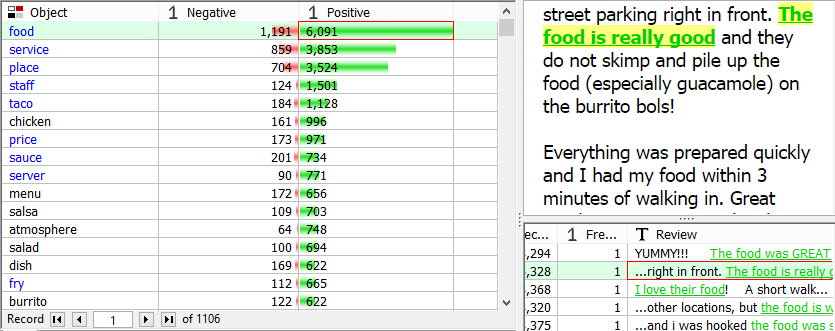 Object 1 Negative 1 Positive
food 1,191 6,091
service 859 3,853
place 704 3,524
staff 124 1,501
taco 184 1,128
chicken 161 996
price 173 971
sauce 201 734
server 90 771
menu 172 656
salsa 109 703
atmosphere 64 748
salad 100 694
dish 169 622
fry 112 665
burrito 122 622
Record 1 of 1106
street parking right in front. The
food is really good and they
do not skimp and pile up the
food (especially guacamole) on
the burrito bols!
Everything was prepared quickly
and I had my food within 3
minutes of walking in. Great
ec... 1 Fre... T Review
,294 1 YUMMY!!! The food was GREAT
,328 1 ...right in front. The food is really g
,368 1 I love their food! A short walk...
,320 1 ...other locations, but the food is w
,375 1 ...and i was hooked the food was s